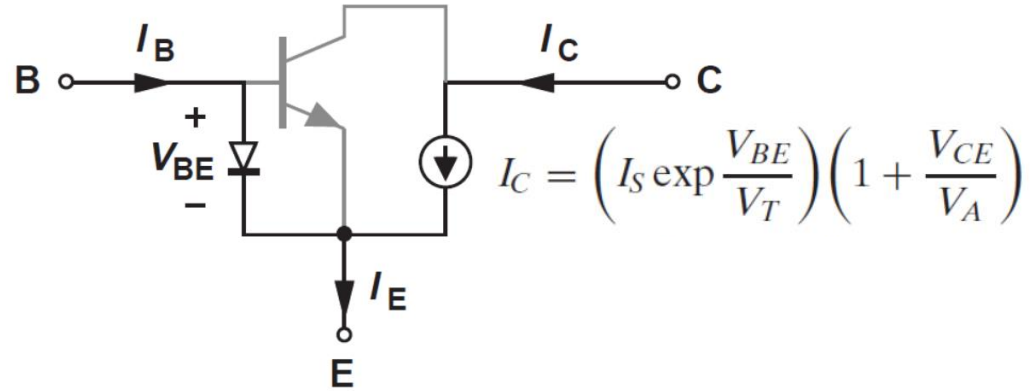 I_B
I_C
B
C
+
V_BE
−
I_C = (I_S exp V_BE/V_T)(1 + V_CE/V_A)
I_E
E